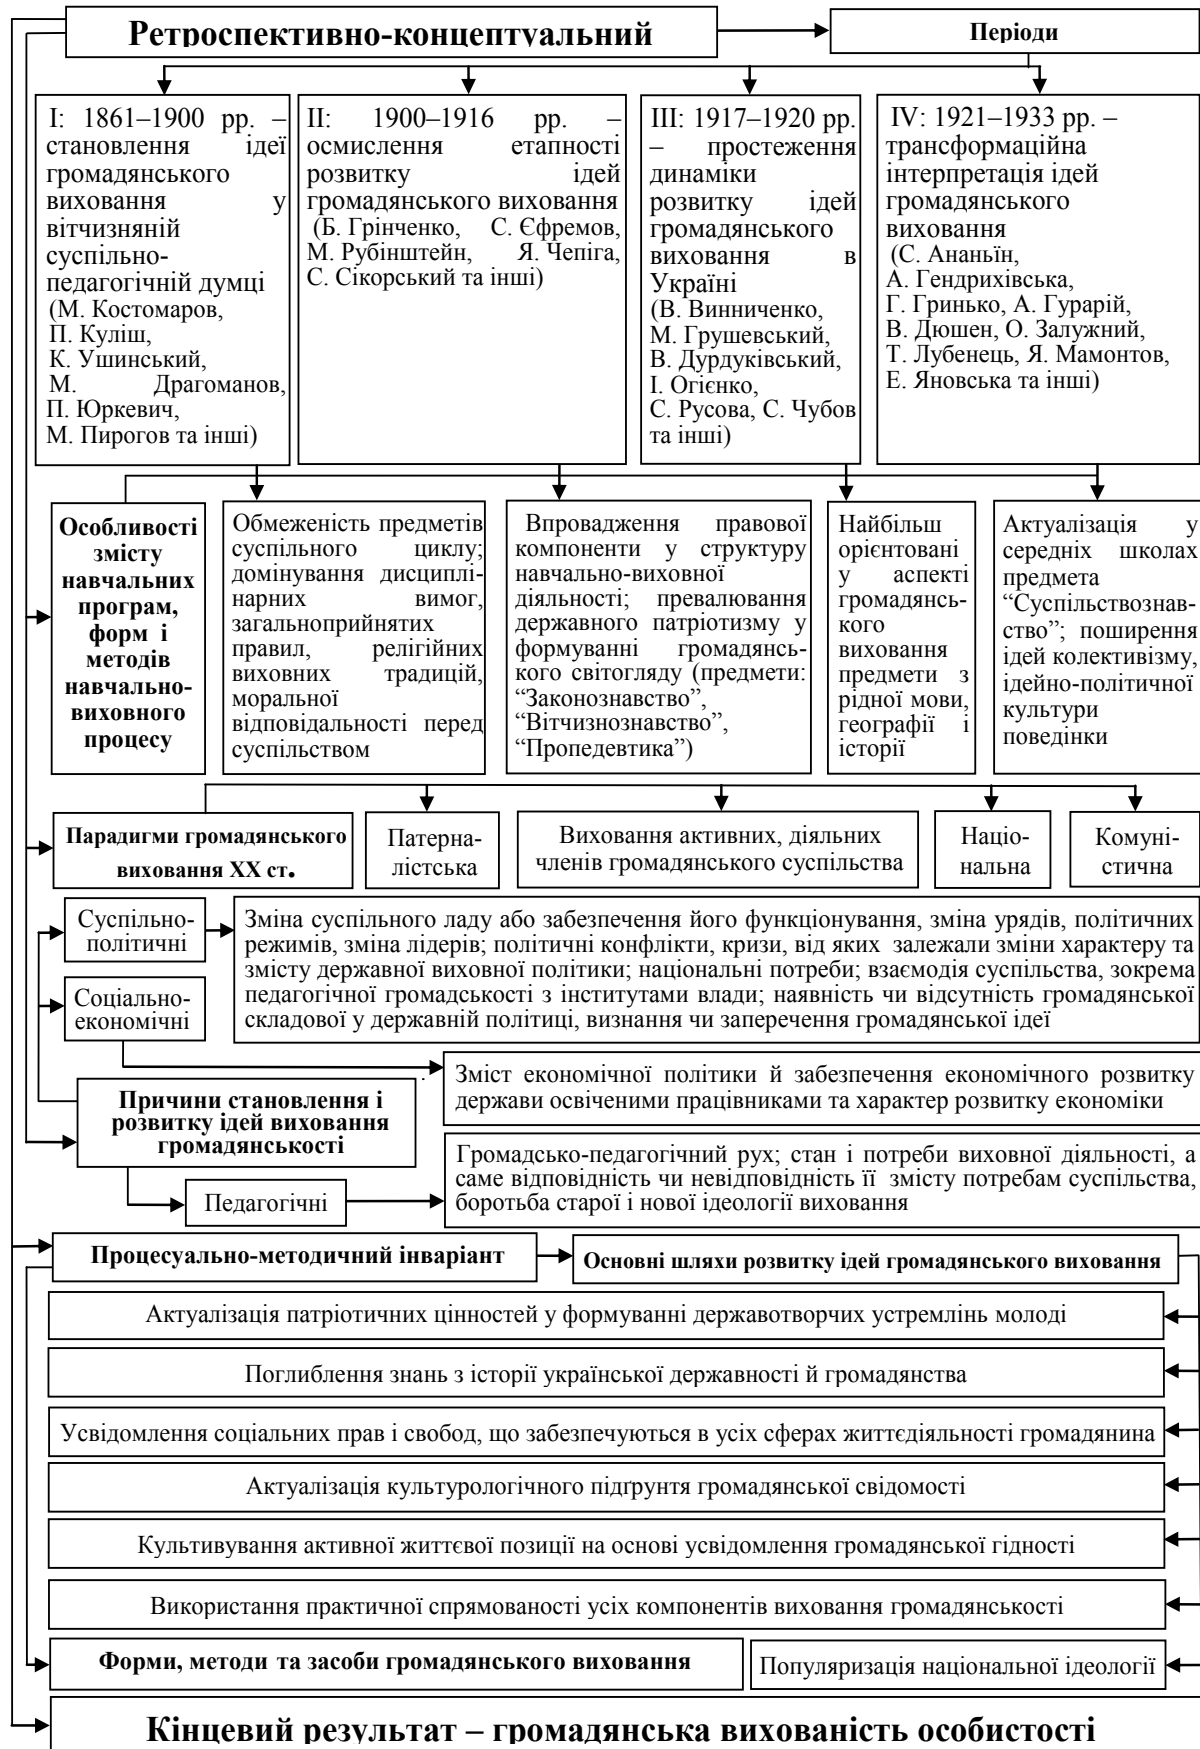 Ретроспективно-концептуальний
Періоди
І: 1861–1900 рр. –
становлення ідеї
громадянського
виховання у
вітчизняній
суспільно-
педагогічній думці
(М. Костомаров,
П. Куліш,
К. Ушинський,
М. Драгоманов,
П. Юркевич,
М. Пирогов та інші)
ІІ: 1900–1916 рр. –
осмислення етапності
розвитку ідей
громадянського виховання
(Б. Грінченко, С. Єфремов,
М. Рубінштейн, Я. Чепіга,
С. Сікорський та інші)
ІІІ: 1917–1920 рр.
– простеження
динаміки
розвитку ідей
громадянського
виховання в
Україні
(В. Винниченко,
М. Грушевський,
В. Дурдуківський,
І. Огієнко,
С. Русова, С. Чубов
та інші)
IV: 1921–1933 рр. –
трансформаційна
інтерпретація ідей
громадянського
виховання
(С. Ананьїн,
А. Гендрихівська,
Г. Гринько, А. Гурарій,
В. Дюшен, О. Залужний,
Т. Лубенець, Я. Мамонтов,
Е. Яновська та інші)
Особливості
змісту
навчальних
програм,
форм і
методів
навчально-
виховного
процесу
Обмеженість предметів
суспільного циклу;
домінування дисциплі-
нарних вимог,
загальноприйнятих
правил, релігійних
виховних традицій,
моральної
відповідальності перед
суспільством
Впровадження правової
компоненти у структуру
навчально-виховної
діяльності; превалювання
державного патріотизму у
формуванні громадянсь-
кого світогляду (предмети:
“Законознавство”,
“Вітчизнознавство”,
“Пропедевтика”)
Найбільш
орієнтовані
у аспекті
громадянсь-
кого
виховання
предмети з
рідної мови,
географії і
історії
Актуалізація у
середніх школах
предмета
“Суспільствознав-
ство”; поширення
ідей колективізму,
ідейно-політичної
культури
поведінки
Парадигми громадянського
виховання ХХ ст.
Патерна-
лістська
Виховання активних, діяльних
членів громадянського суспільства
Націо-
нальна
Комуні-
стична
Суспільно-
політичні
Зміна суспільного ладу або забезпечення його функціонування, зміна урядів, політичних
режимів, зміна лідерів; політичні конфлікти, кризи, від яких залежали зміни характеру та
змісту державної виховної політики; національні потреби; взаємодія суспільства, зокрема
педагогічної громадськості з інститутами влади; наявність чи відсутність громадянської
складової у державній політиці, визнання чи заперечення громадянської ідеї
Соціально-
економічні
Зміст економічної політики й забезпечення економічного розвитку
держави освіченими працівниками та характер розвитку економіки
Причини становлення і
розвитку ідей виховання
громадянськості
Громадсько-педагогічний рух; стан і потреби виховної діяльності, а
саме відповідність чи невідповідність її змісту потребам суспільства,
боротьба старої і нової ідеології виховання
Педагогічні
Процесуально-методичний інваріант
Основні шляхи розвитку ідей громадянського виховання
Актуалізація патріотичних цінностей у формуванні державотворчих устремлінь молоді
Поглиблення знань з історії української державності й громадянства
Усвідомлення соціальних прав і свобод, що забезпечуються в усіх сферах життєдіяльності громадянина
Актуалізація культурологічного підґрунтя громадянської свідомості
Культивування активної життєвої позиції на основі усвідомлення громадянської гідності
Використання практичної спрямованості усіх компонентів виховання громадянськості
Форми, методи та засоби громадянського виховання
Популяризація національної ідеології
Кінцевий результат – громадянська вихованість особистості